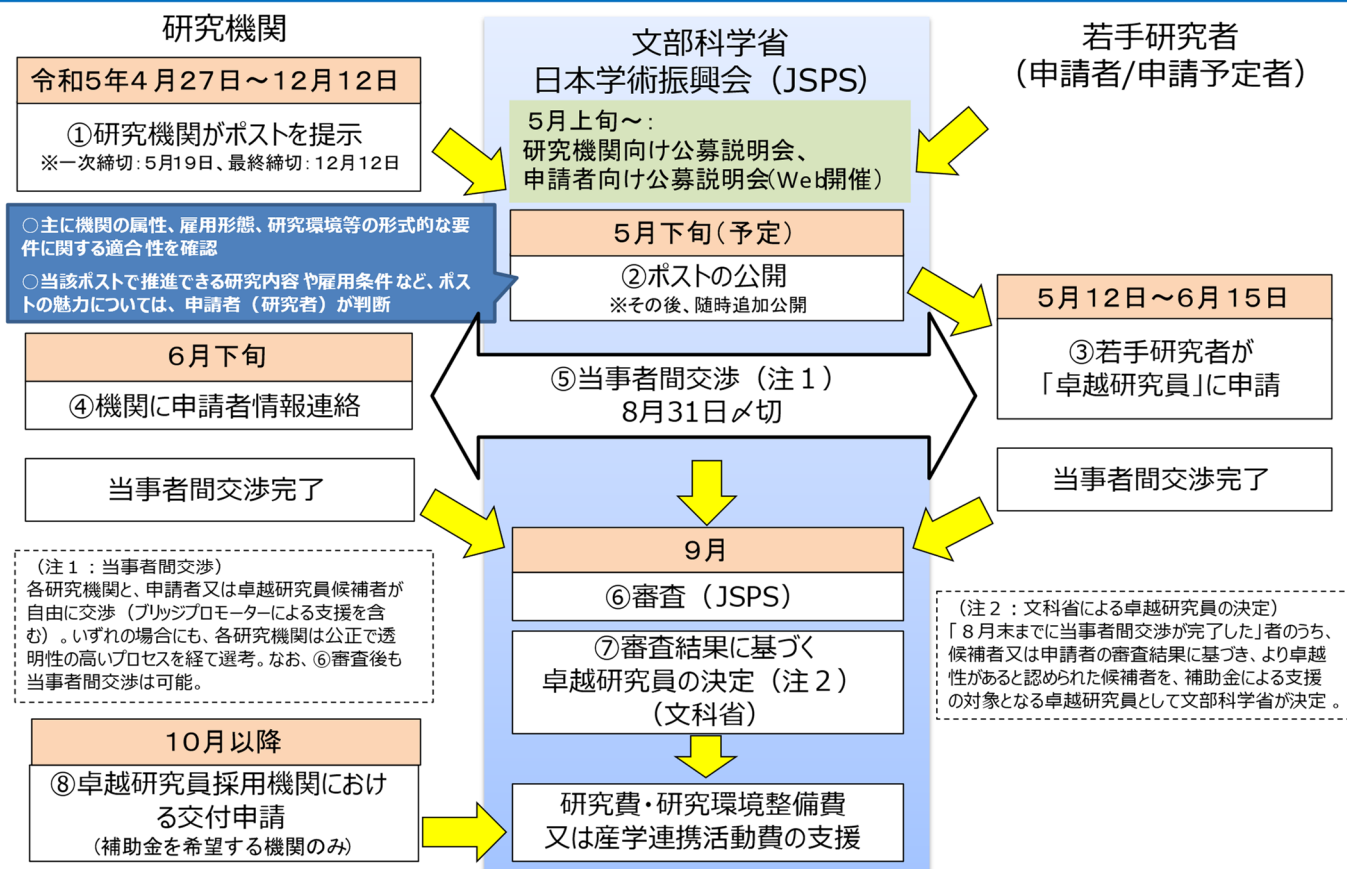 研究機関
令和5年4月27日～12月12日
①研究機関がポストを提示
※一次締切：5月19日、最終締切：12月12日
文部科学省
日本学術振興会（JSPS）
5月上旬～：
研究機関向け公募説明会、
申請者向け公募説明会(Web開催）
若手研究者
（申請者/申請予定者）
○主に機関の属性、雇用形態、研究環境等の形式的な要
件に関する適合性を確認
○当該ポストで推進できる研究内容や雇用条件など、ポス
トの魅力については、申請者（研究者）が判断
5月下旬（予定）
②ポストの公開
※その後、随時追加公開
5月12日～6月15日
③若手研究者が
「卓越研究員」に申請
6月下旬
④機関に申請者情報連絡
⑤当事者間交渉（注１）
8月31日〆切
当事者間交渉完了
当事者間交渉完了
9月
⑥審査（JSPS）
（注１：当事者間交渉）
各研究機関と、申請者又は卓越研究員候補者が
自由に交渉（ブリッジプロモーターによる支援を含
む）。いずれの場合にも、各研究機関は公正で透
明性の高いプロセスを経て選考。なお、⑥審査後も
当事者間交渉は可能。
⑦審査結果に基づく
卓越研究員の決定（注２）
（文科省）
（注２：文科省による卓越研究員の決定）
「８月末までに当事者間交渉が完了した」者のうち、
候補者又は申請者の審査結果に基づき、より卓越
性があると認められた候補者を、補助金による支援
の対象となる卓越研究員として文部科学省が決定。
10月以降
⑧卓越研究員採用機関におけ
る交付申請
（補助金を希望する機関のみ）
研究費・研究環境整備費
又は産学連携活動費の支援